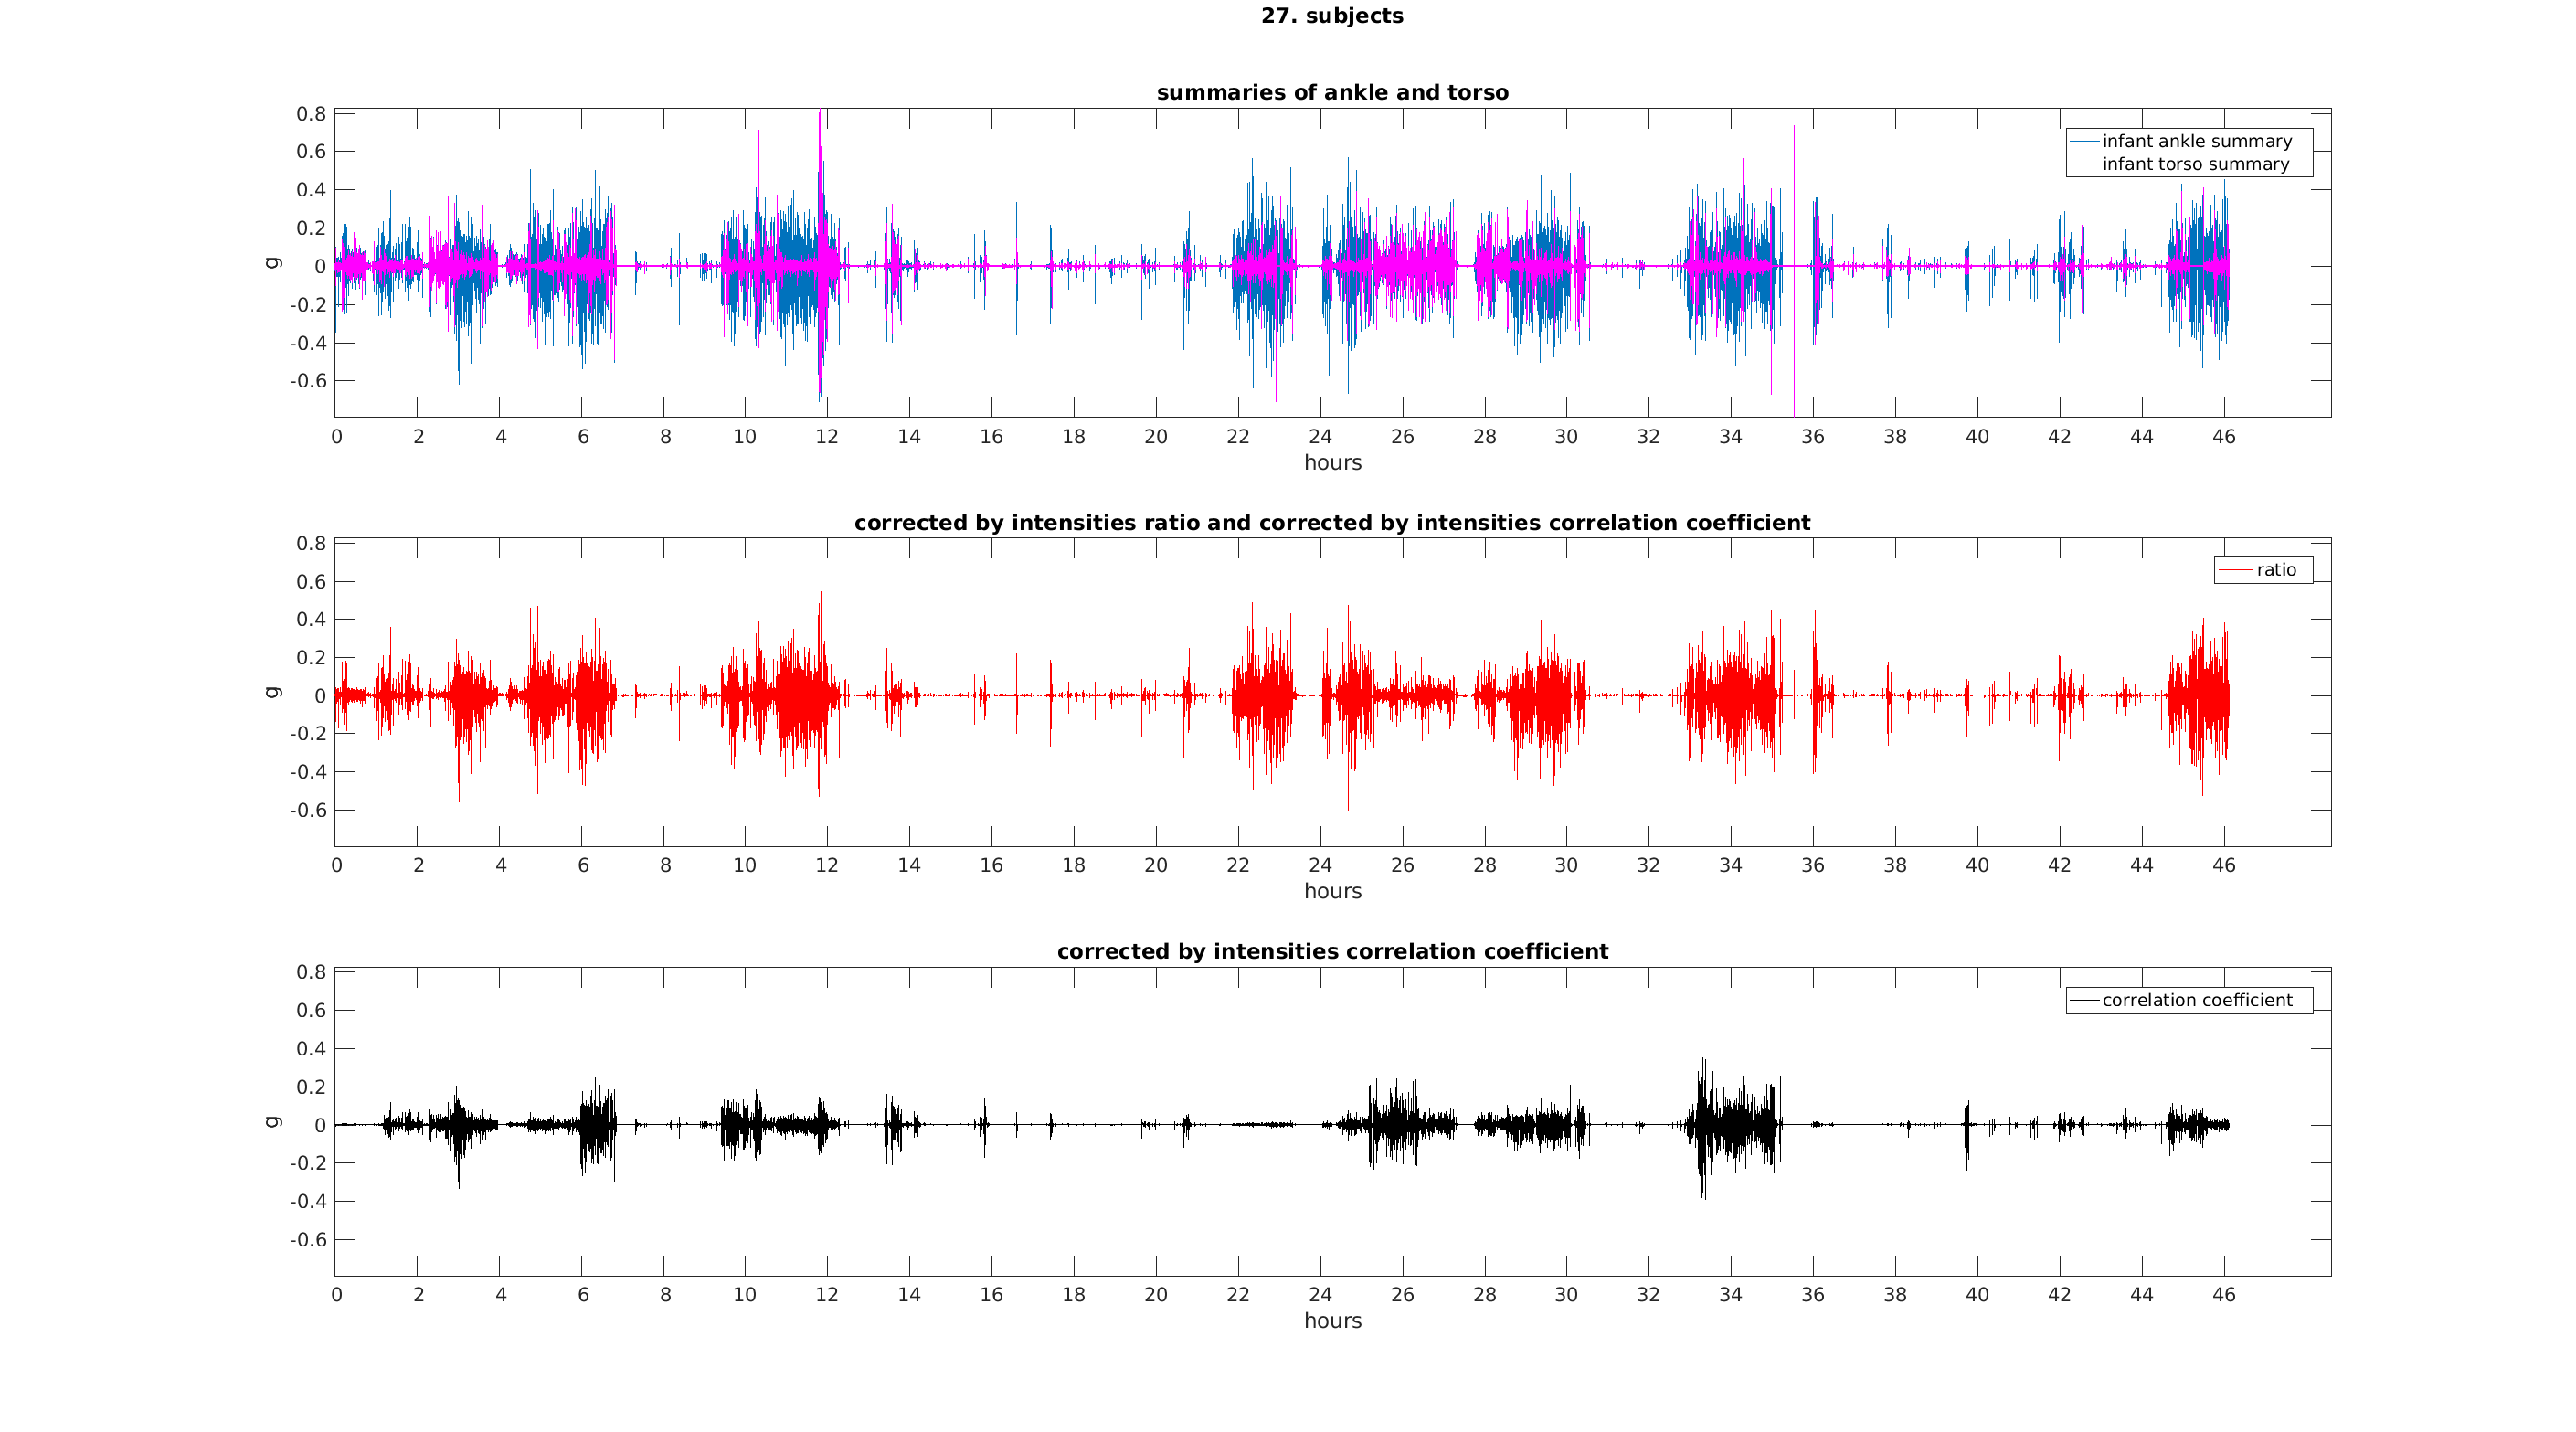 27. subjects
summaries of ankle and torso
0.8
0.6
0.4
0.2
0
-0.2
-0.4
-0.6
g
infant ankle summary
infant torso summary
0 2 4 6 8 10 12 14 16 18 20 22 24 26 28 30 32 34 36 38 40 42 44 46
hours
corrected by intensities ratio and corrected by intensities correlation coefficient
0.8
0.6
0.4
0.2
0
-0.2
-0.4
-0.6
g
ratio
0 2 4 6 8 10 12 14 16 18 20 22 24 26 28 30 32 34 36 38 40 42 44 46
hours
corrected by intensities correlation coefficient
0.8
0.6
0.4
0.2
0
-0.2
-0.4
-0.6
g
correlation coefficient
0 2 4 6 8 10 12 14 16 18 20 22 24 26 28 30 32 34 36 38 40 42 44 46
hours